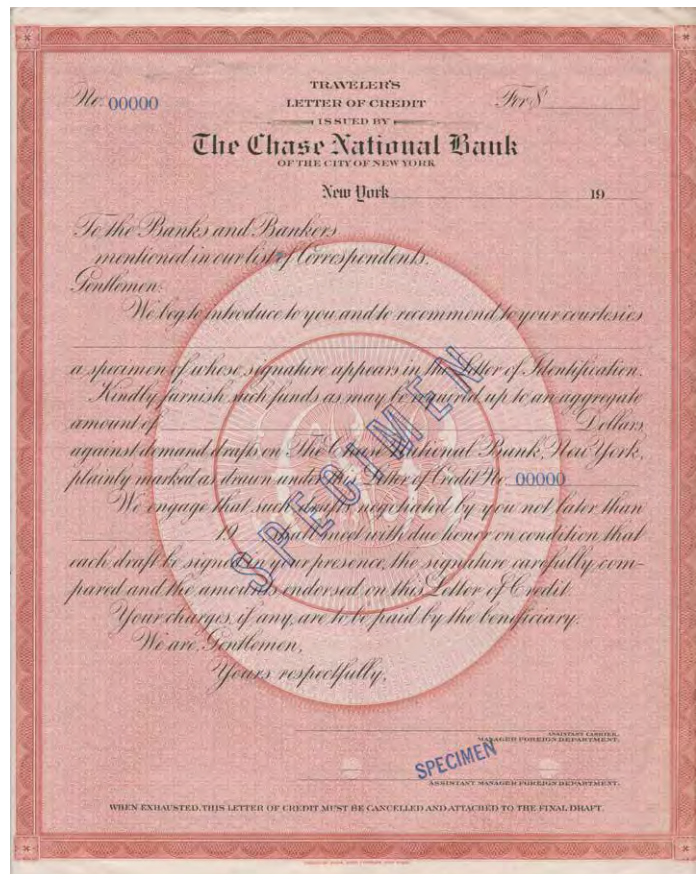 TRAVELER'S
No. 00000 LETTER OF CREDIT For $
ISSUED BY
The Chase National Bank
OF THE CITY OF NEW YORK
New York 19
To the Banks and Bankers
mentioned in our list of Correspondents.
Gentlemen:
We beg to introduce to you and to recommend to your courtesies
a specimen of whose signature appears in the Letter of Identification.
Kindly furnish such funds as may be required up to an aggregate
amount of Dollars,
against demand drafts on The Chase National Bank, New York,
plainly marked as drawn under this Letter of Credit No. 00000
We engage that such drafts negotiated by you not later than
19 shall meet with due honor on condition that
each draft be signed in your presence, the signature carefully com-
pared and the amounts endorsed on this Letter of Credit.
Your charges, if any, are to be paid by the beneficiary.
We are, Gentlemen,
Yours respectfully,
SPECIMEN
ASSISTANT CASHIER.
MANAGER FOREIGN DEPARTMENT.
SPECIMEN
ASSISTANT MANAGER FOREIGN DEPARTMENT.
WHEN EXHAUSTED, THIS LETTER OF CREDIT MUST BE CANCELLED AND ATTACHED TO THE FINAL DRAFT.